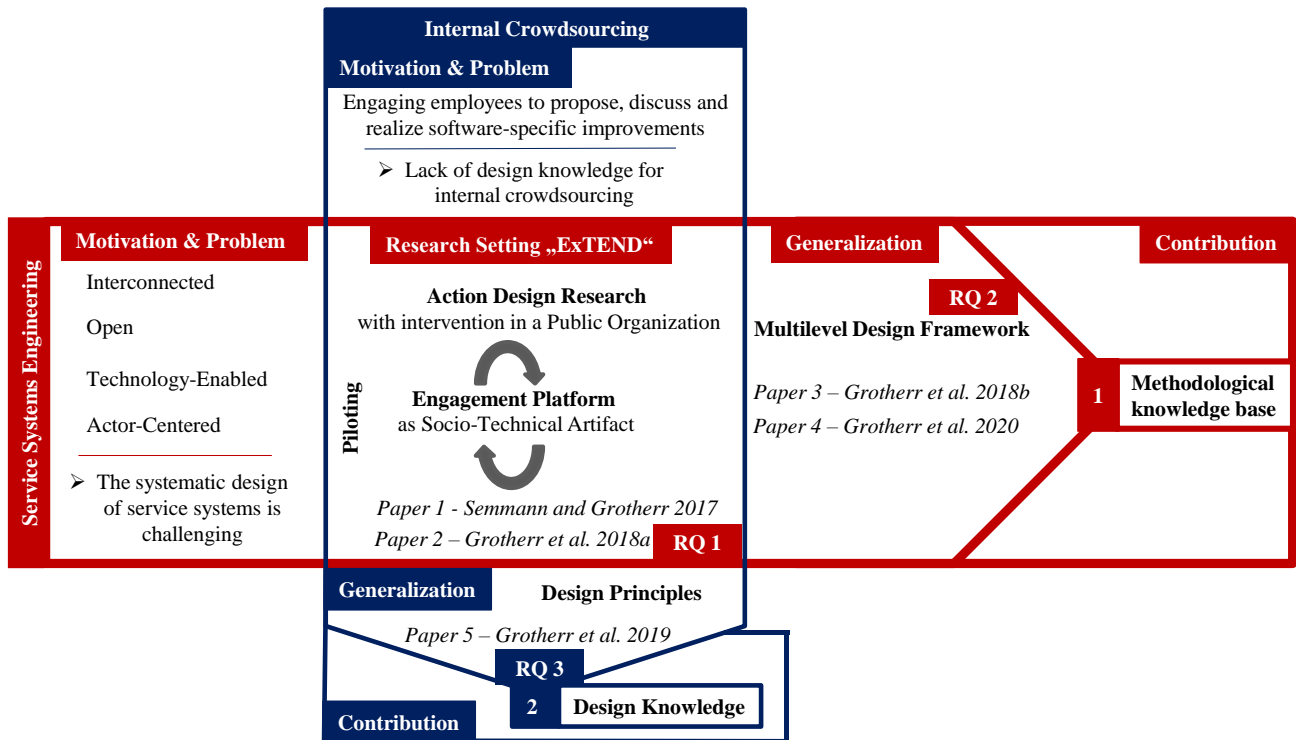 Internal Crowdsourcing
Motivation & Problem
Engaging employees to propose, discuss and
realize software-specific improvements
➢ Lack of design knowledge for
internal crowdsourcing
Service Systems Engineering
Motivation & Problem
Interconnected
Open
Technology-Enabled
Actor-Centered
➢ The systematic design
of service systems is
challenging
Research Setting „ExTEND“
Action Design Research
with intervention in a Public Organization
Piloting
Engagement Platform
as Socio-Technical Artifact
Paper 1 - Semmann and Grotherr 2017
Paper 2 – Grotherr et al. 2018a
RQ 1
Generalization
RQ 2
Multilevel Design Framework
Paper 3 – Grotherr et al. 2018b
Paper 4 – Grotherr et al. 2020
Contribution
1
Methodological
knowledge base
Generalization
Design Principles
Paper 5 – Grotherr et al. 2019
RQ 3
2
Design Knowledge
Contribution